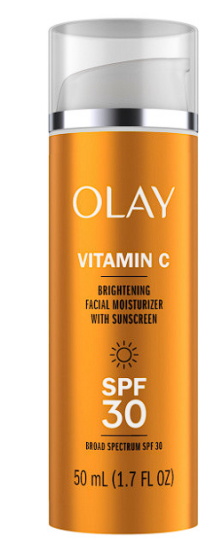 OLAY
VITAMIN C
BRIGHTENING
FACIAL MOISTURIZER
WITH SUNSCREEN
SPF
30
BROAD SPECTRUM SPF 30
50 mL (1.7 FL OZ)